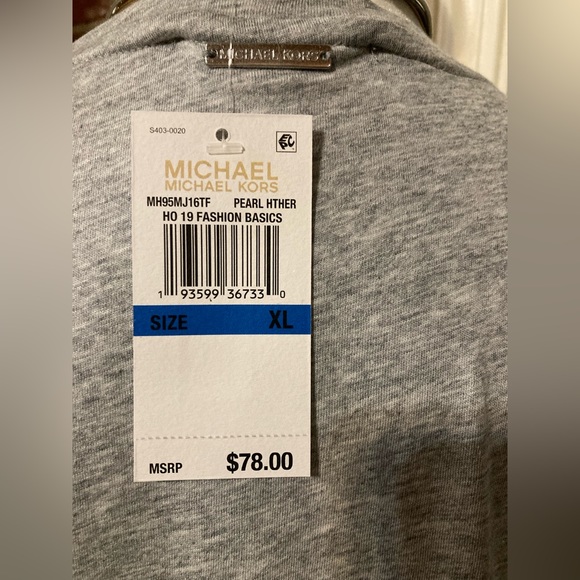 MICHAEL KORS
S403-0020
MICHAEL
MICHAEL KORS
MH95MJ16TF PEARL HTHER
HO 19 FASHION BASICS
1 93599 36733 0
SIZE XL
MSRP $78.00